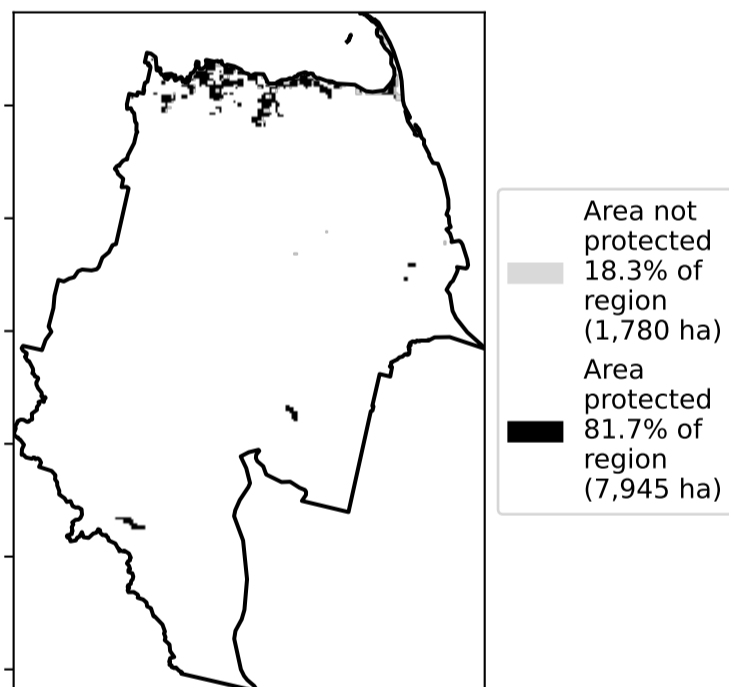 Area not
protected
18.3% of
region
(1,780 ha)
Area
protected
81.7% of
region
(7,945 ha)